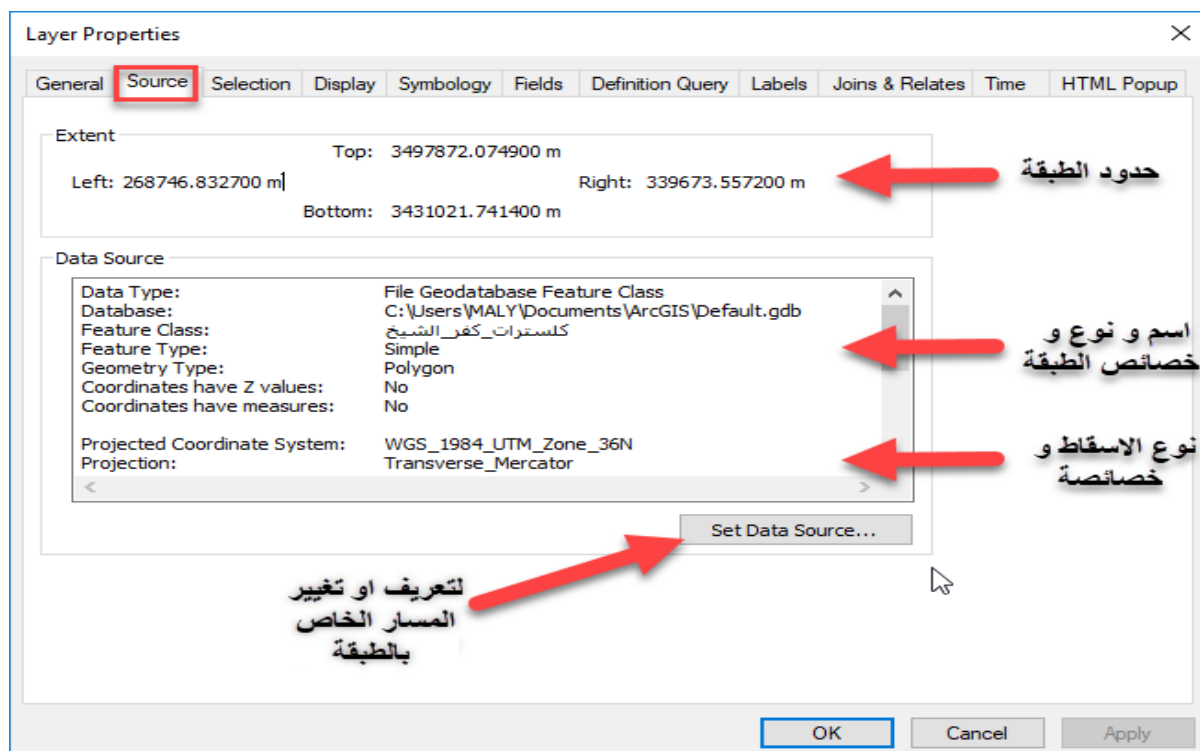 Layer Properties
General Source Selection Display Symbology Fields Definition Query Labels Joins & Relates Time HTML Popup
Extent
Top: 3497872.074900 m
Left: 268746.832700 m Right: 339673.557200 m
Bottom: 3431021.741400 m
حدود الطبقة
Data Source
Data Type: File Geodatabase Feature Class
Database: C:\Users\MALY\Documents\ArcGIS\Default.gdb
Feature Class: كلسترات_كفر_الشيخ
Feature Type: Simple
Geometry Type: Polygon
Coordinates have Z values: No
Coordinates have measures: No
اسم و نوع و
خصائص الطبقة
Projected Coordinate System: WGS_1984_UTM_Zone_36N
Projection: Transverse_Mercator
نوع الاسقاط و
خصائصة
Set Data Source...
لتعريف او تغيير
المسار الخاص
بالطبقة
OK Cancel Apply